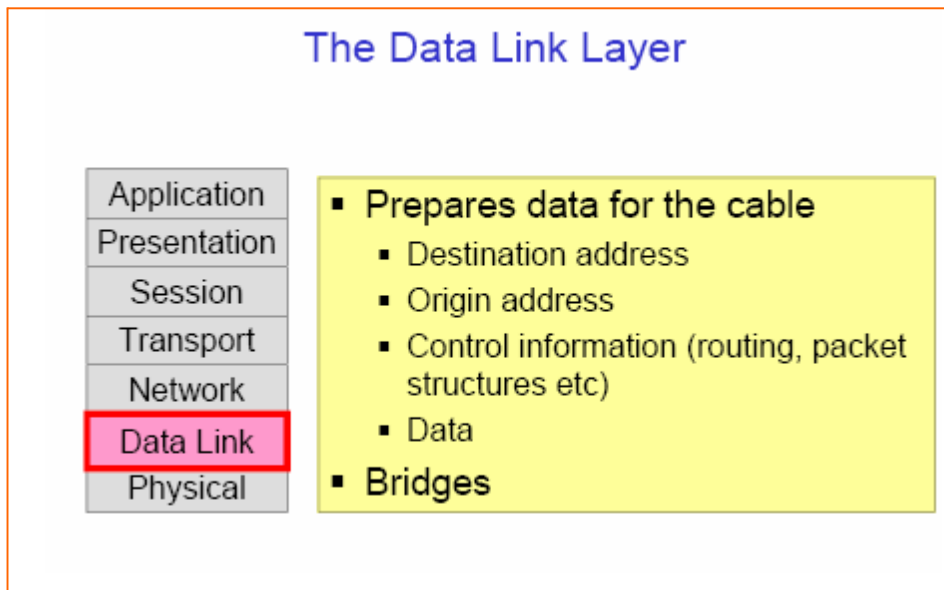 The Data Link Layer
Application
Presentation
Session
Transport
Network
Data Link
Physical
▪ Prepares data for the cable
▪ Destination address
▪ Origin address
▪ Control information (routing, packet
structures etc)
▪ Data
▪ Bridges